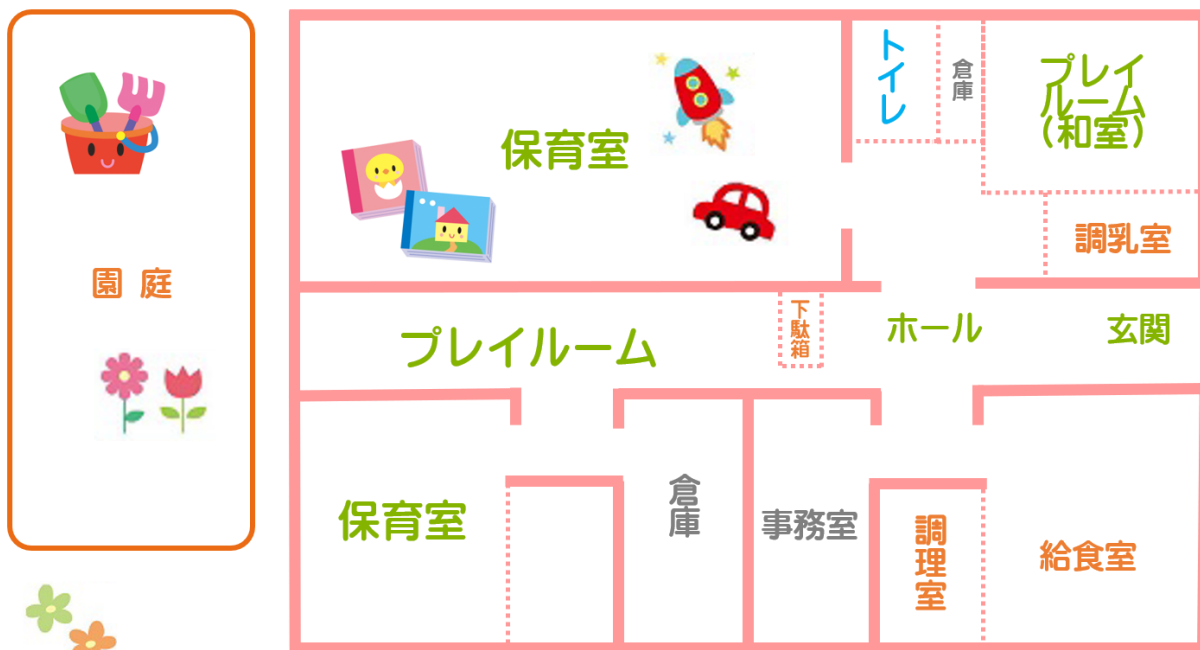 園 庭
保育室
トイレ
倉庫
プレイ
ルーム
（和室）
調乳室
プレイルーム
下駄箱
ホール
玄関
保育室
倉庫
事務室
調理室
給食室